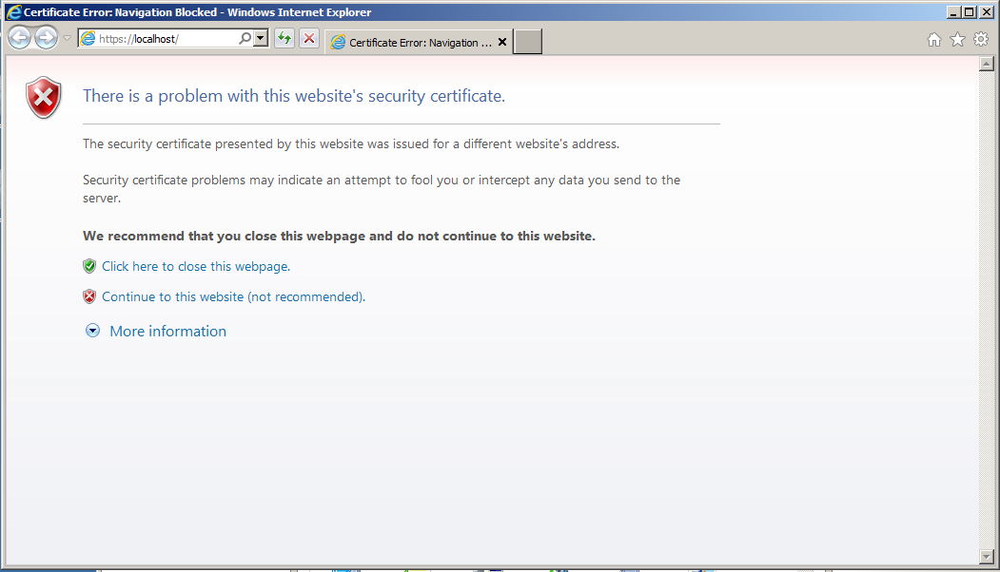 Certificate Error: Navigation Blocked - Windows Internet Explorer
https://localhost/
Certificate Error: Navigation ...
There is a problem with this website's security certificate.
The security certificate presented by this website was issued for a different website's address.
Security certificate problems may indicate an attempt to fool you or intercept any data you send to the
server.
We recommend that you close this webpage and do not continue to this website.
Click here to close this webpage.
Continue to this website (not recommended).
More information